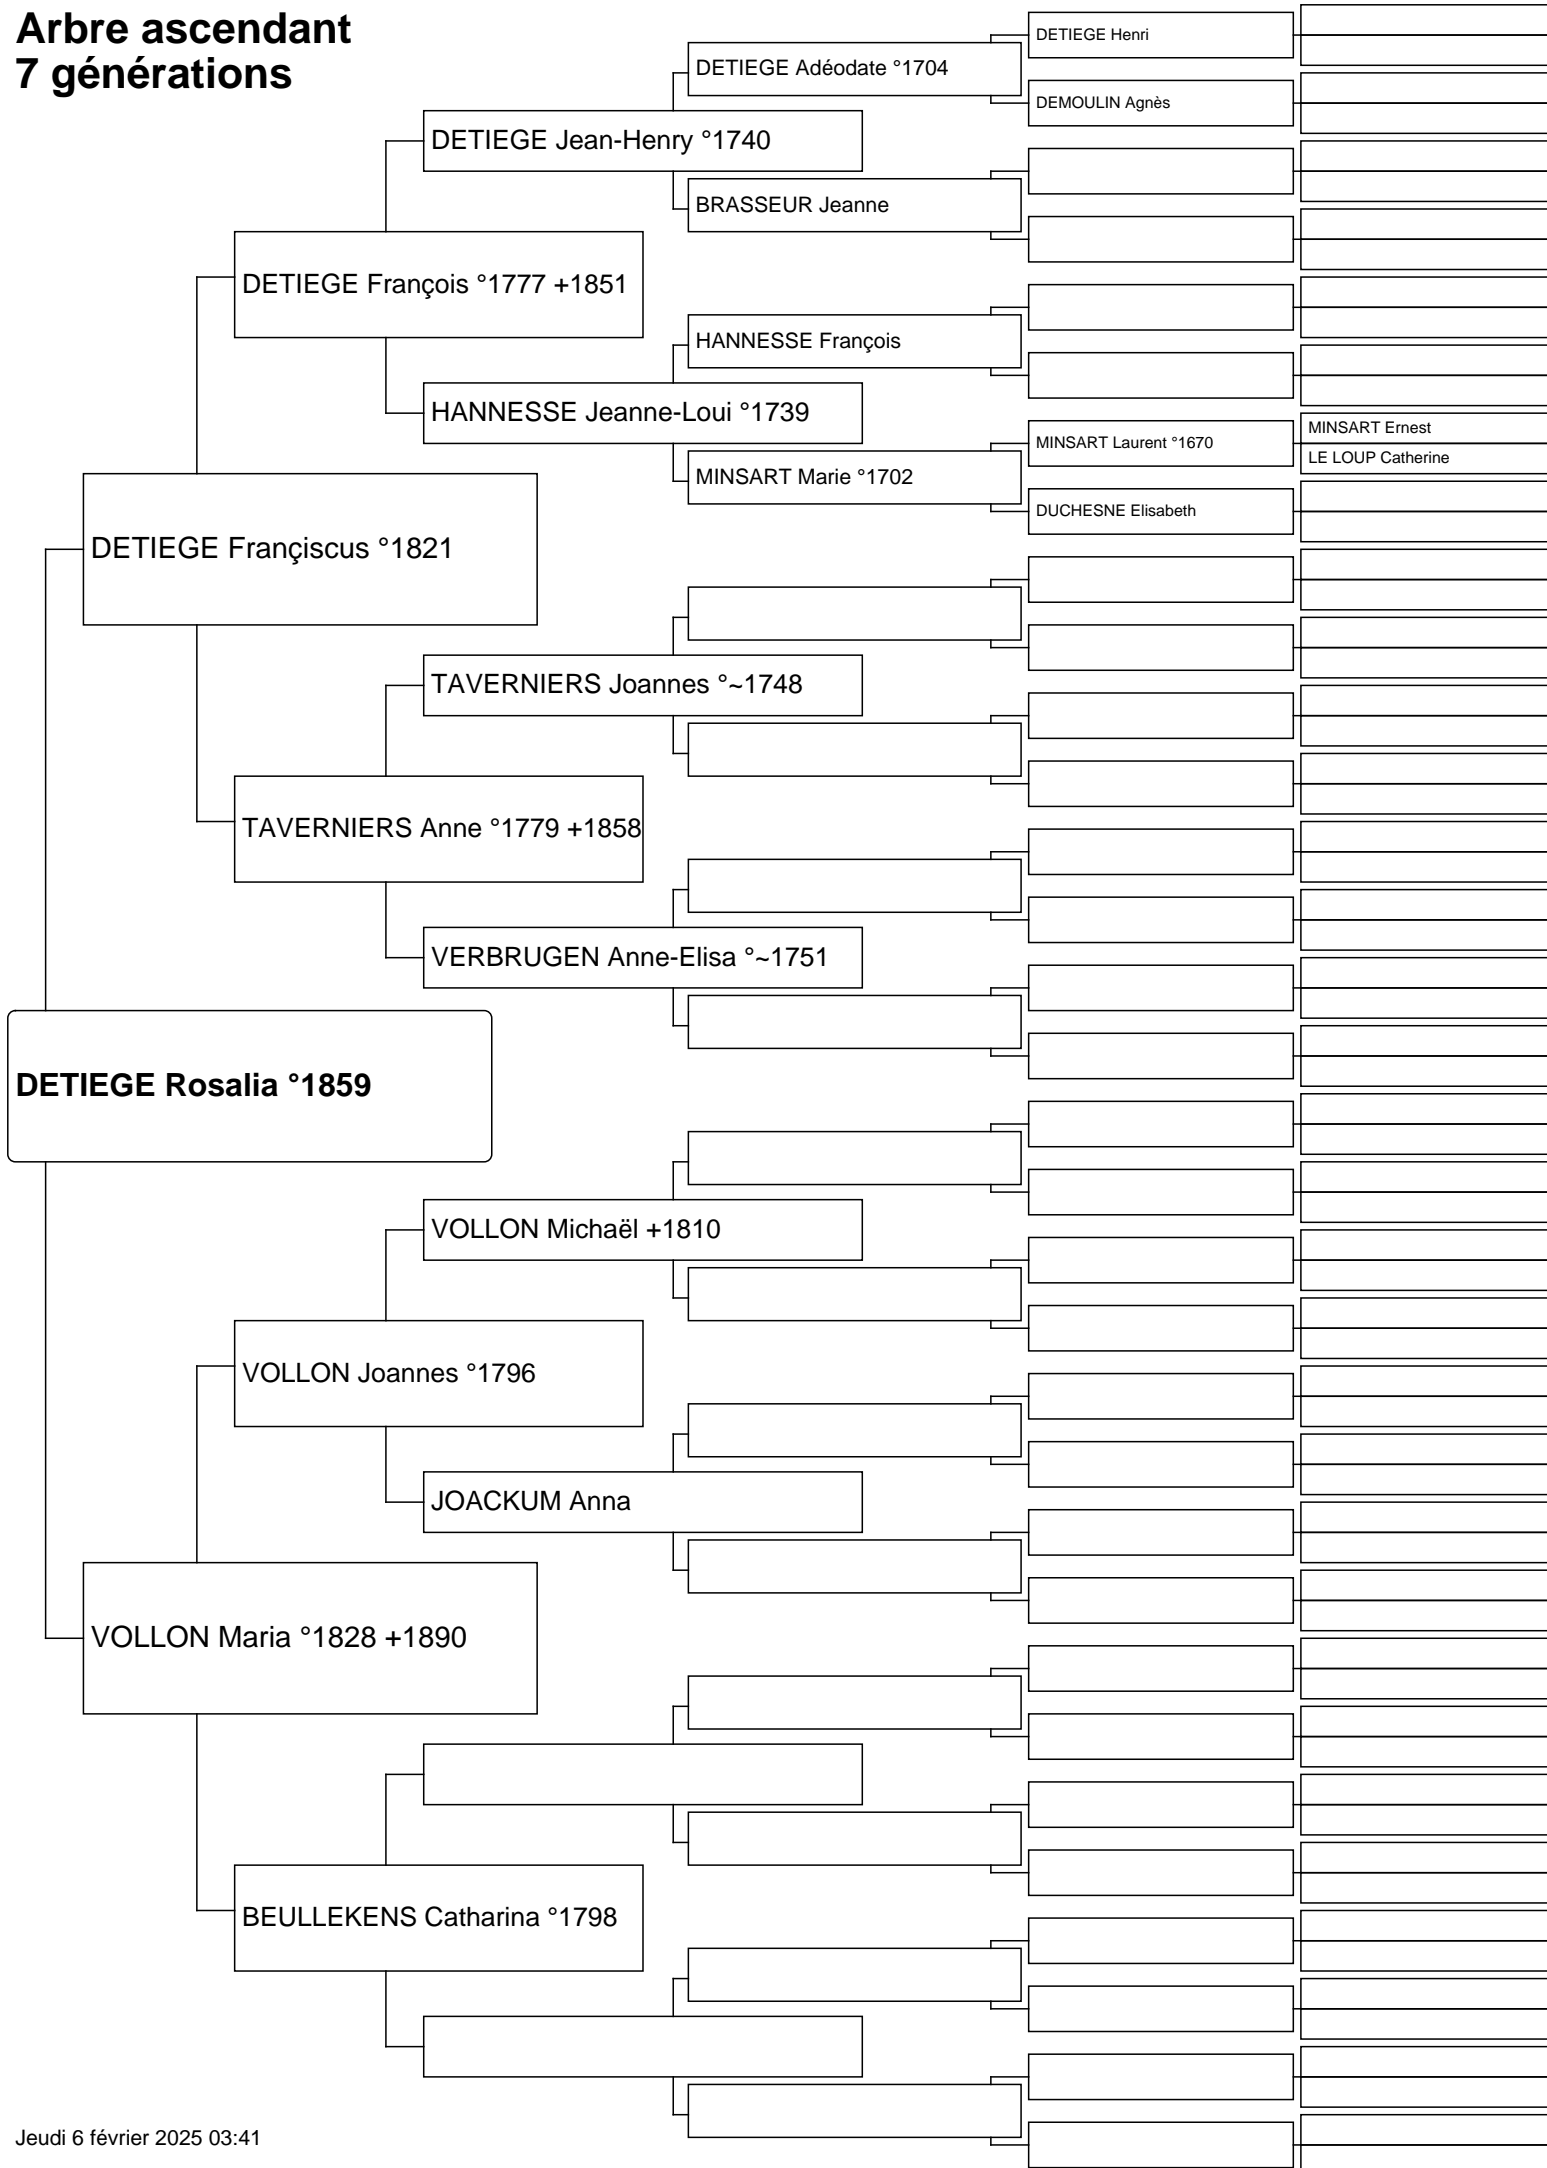 Arbre ascendant
7 générations
DETIEGE Henri
DETIEGE Adéodate °1704
DEMOULIN Agnès
DETIEGE Jean-Henry °1740
BRASSEUR Jeanne
DETIEGE François °1777 +1851
HANNESSE François
HANNESSE Jeanne-Loui °1739
MINSART Ernest
MINSART Laurent °1670
LE LOUP Catherine
MINSART Marie °1702
DUCHESNE Elisabeth
DETIEGE Françiscus °1821
TAVERNIERS Joannes °~1748
TAVERNIERS Anne °1779 +1858
VERBRUGEN Anne-Elisa °~1751
DETIEGE Rosalia °1859
VOLLON Michaël +1810
VOLLON Joannes °1796
JOACKUM Anna
VOLLON Maria °1828 +1890
BEULLEKENS Catharina °1798
Jeudi 6 février 2025 03:41